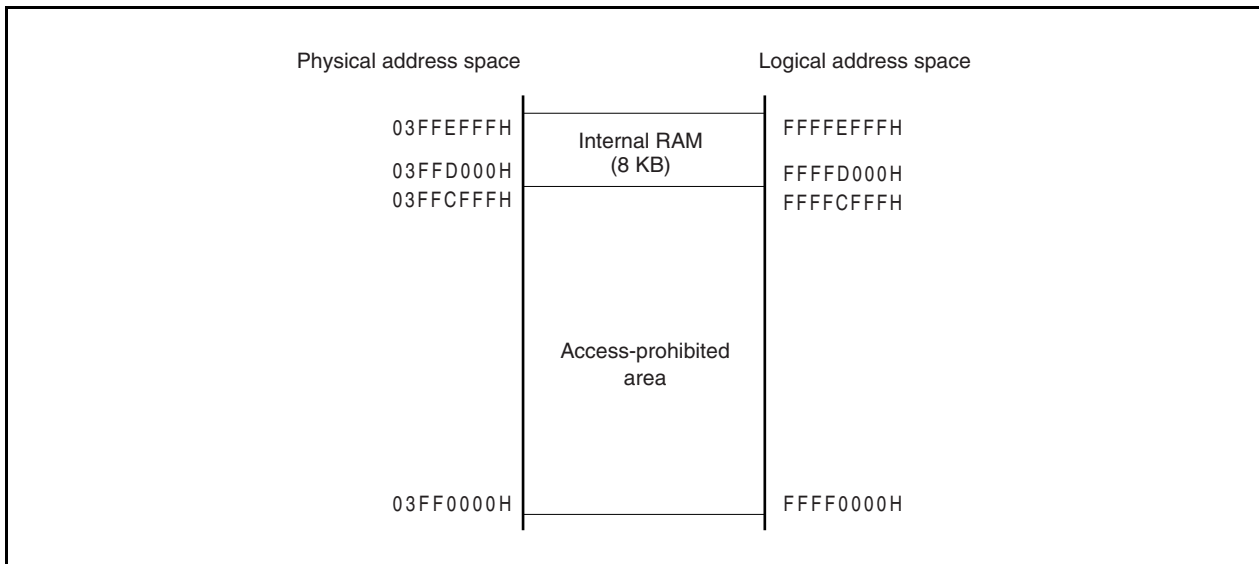 Physical address space
Logical address space
03FFEFFFH
Internal RAM
(8 KB)
FFFFEFFFH
03FFD000H
FFFFD000H
03FFCFFFH
FFFFCFFFH
Access-prohibited
area
03FF0000H
FFFF0000H